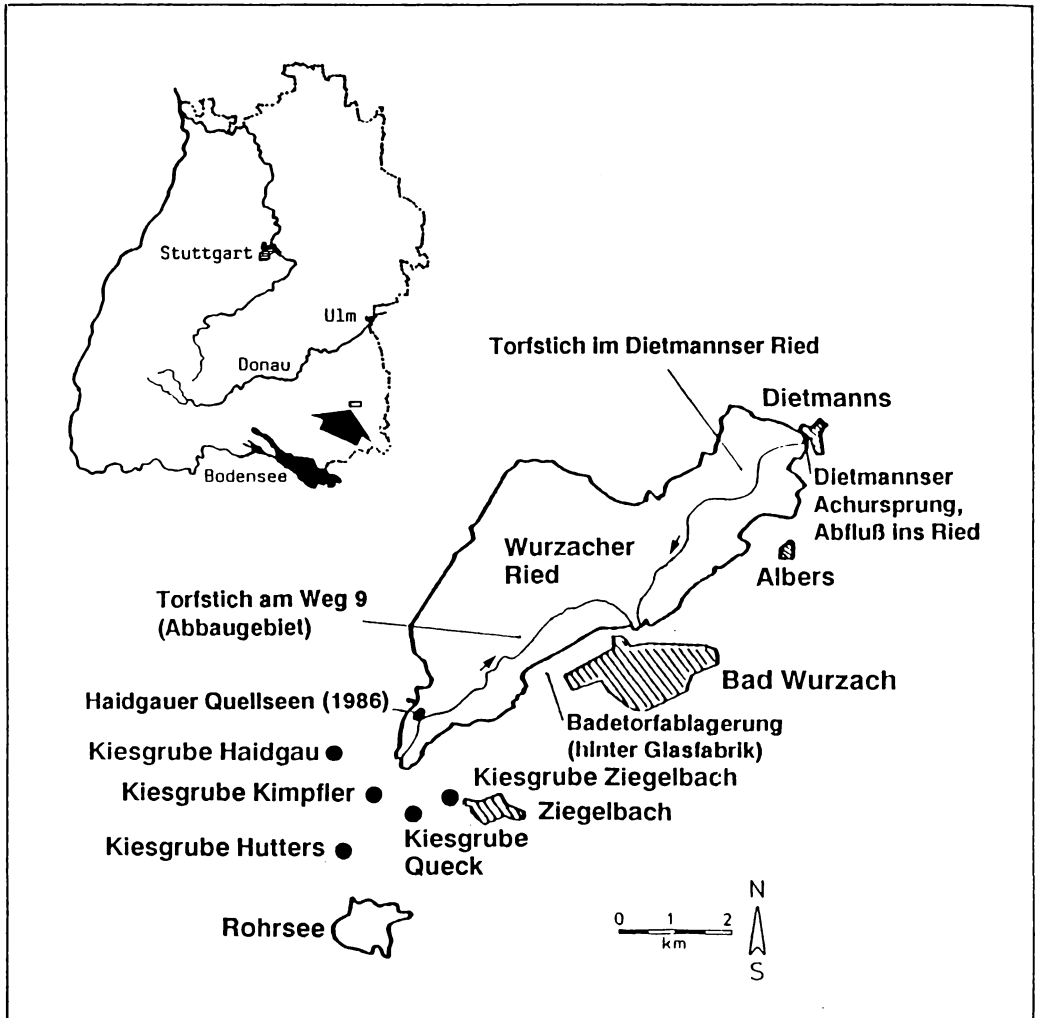 Stuttgart
Ulm
Donau
Bodensee
Torfstich im Dietmannser Ried
Dietmanns
Dietmannser
Achursprung,
Abfluß ins Ried
Wurzacher
Ried
Albers
Torfstich am Weg 9
(Abbaugebiet)
Bad Wurzach
Haidgauer Quellseen (1986)
Badetorfablagerung
(hinter Glasfabrik)
Kiesgrube Haidgau
Kiesgrube Ziegelbach
Kiesgrube Kimpfler
Ziegelbach
Kiesgrube
Queck
Kiesgrube Hutters
Rohrsee
0 1 2
km
N
S